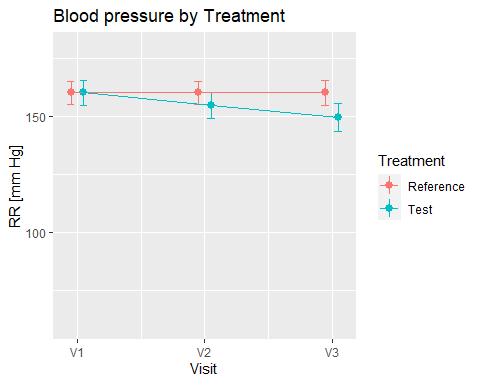 Blood pressure by Treatment
RR [mm Hg]
150
100
V1
V2
V3
Visit
Treatment
Reference
Test